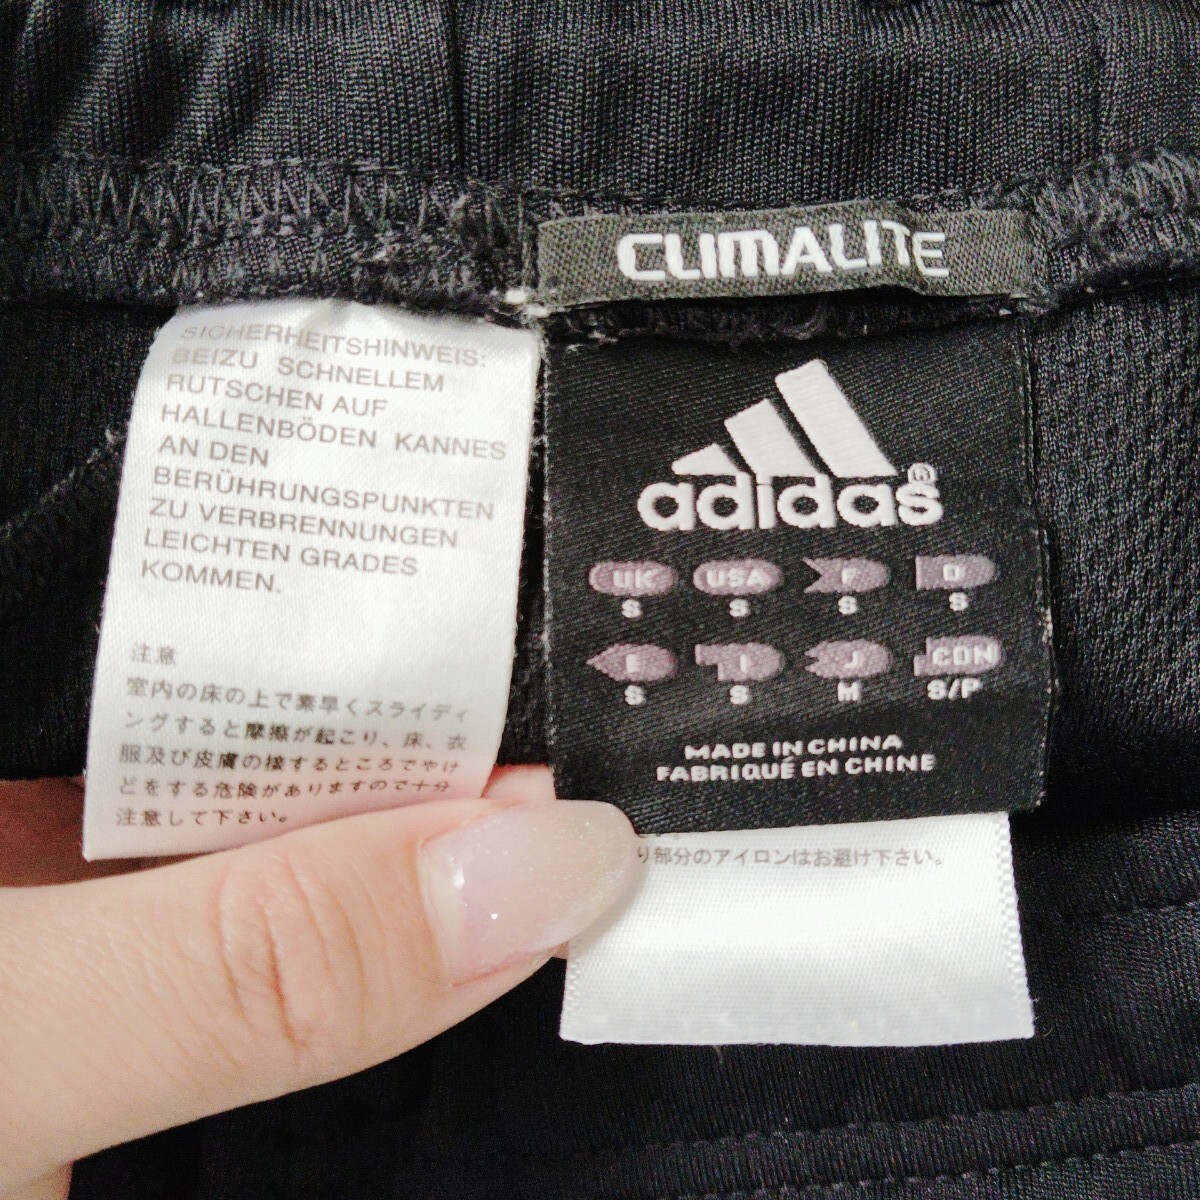 CLIMALITE
SICHERHEITSHINWEIS:
BEIZU SCHNELLEM
RUTSCHEN AUF
HALLENBÖDEN KANNES
AN DEN
BERÜHRUNGSPUNKTEN
ZU VERBRENNUNGEN
LEICHTEN GRADES
KOMMEN.
注意
室内の床の上で素早くスライディ
ングすると摩擦が起こり、床、衣
服及び皮膚の接するところでやけ
どをする危険がありますので十分
注意して下さい。
adidas®
UK USA F D
S S S S
E I J CON
S S M S/P
MADE IN CHINA
FABRIQUÉ EN CHINE
り部分のアイロンはお避け下さい。